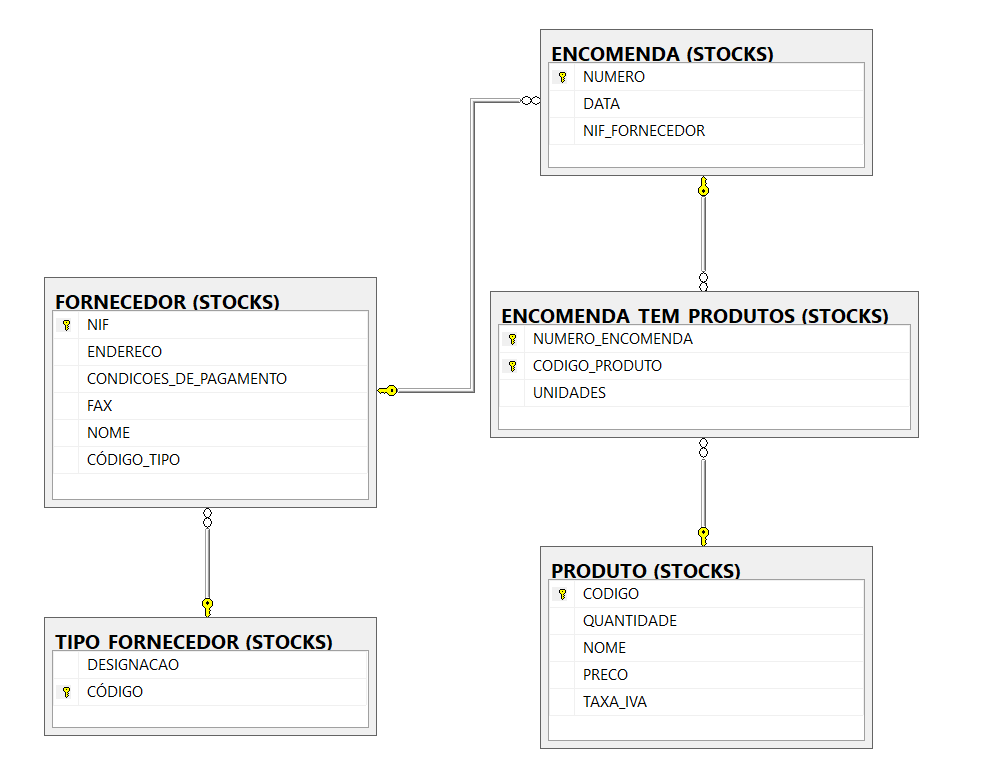 ENCOMENDA (STOCKS)
NUMERO
DATA
NIF_FORNECEDOR
FORNECEDOR (STOCKS)
NIF
ENDERECO
CONDICOES_DE_PAGAMENTO
FAX
NOME
CÓDIGO_TIPO
ENCOMENDA_TEM_PRODUTOS (STOCKS)
NUMERO_ENCOMENDA
CODIGO_PRODUTO
UNIDADES
TIPO_FORNECEDOR (STOCKS)
DESIGNACAO
CÓDIGO
PRODUTO (STOCKS)
CODIGO
QUANTIDADE
NOME
PRECO
TAXA_IVA